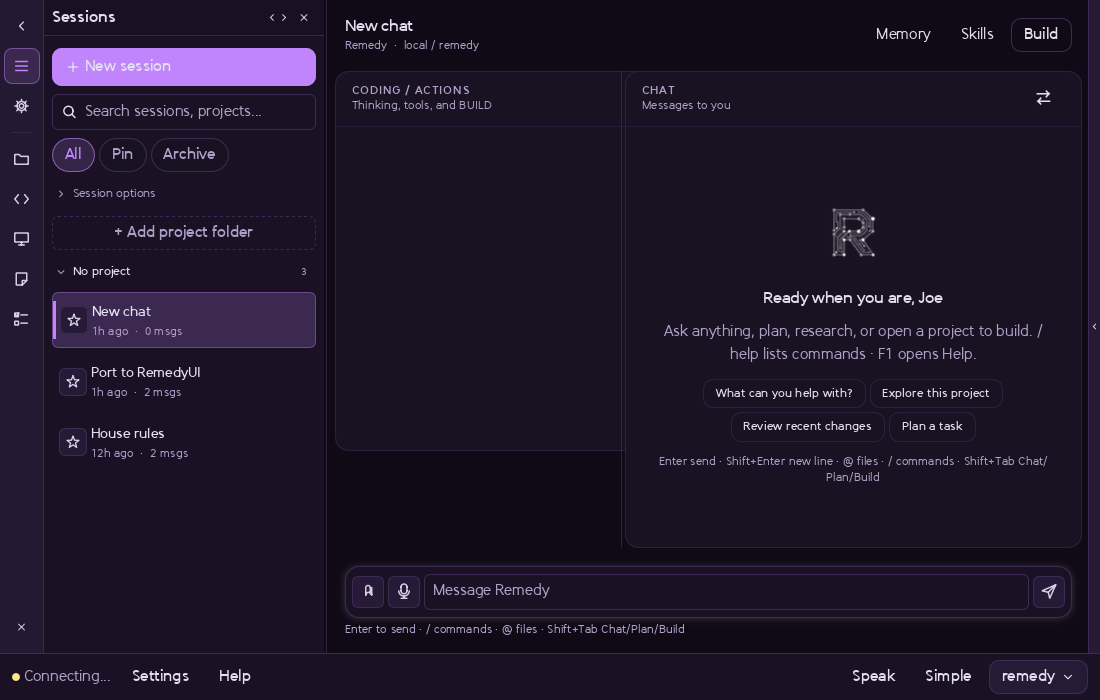 Sessions
New session
Search sessions, projects...
All
Pin
Archive
Session options
+ Add project folder
No project
3
New chat
1h ago · 0 msgs
Port to RemedyUI
1h ago · 2 msgs
House rules
12h ago · 2 msgs
New chat
Remedy · local / remedy
Memory
Skills
Build
CODING / ACTIONS
Thinking, tools, and BUILD
CHAT
Messages to you
R
Ready when you are, Joe
Ask anything, plan, research, or open a project to build. /
help lists commands · F1 opens Help.
What can you help with?
Explore this project
Review recent changes
Plan a task
Enter send · Shift+Enter new line · @ files · / commands · Shift+Tab Chat/
Plan/Build
Message Remedy
Enter to send · / commands · @ files · Shift+Tab Chat/Plan/Build
Connecting...
Settings
Help
Speak
Simple
remedy